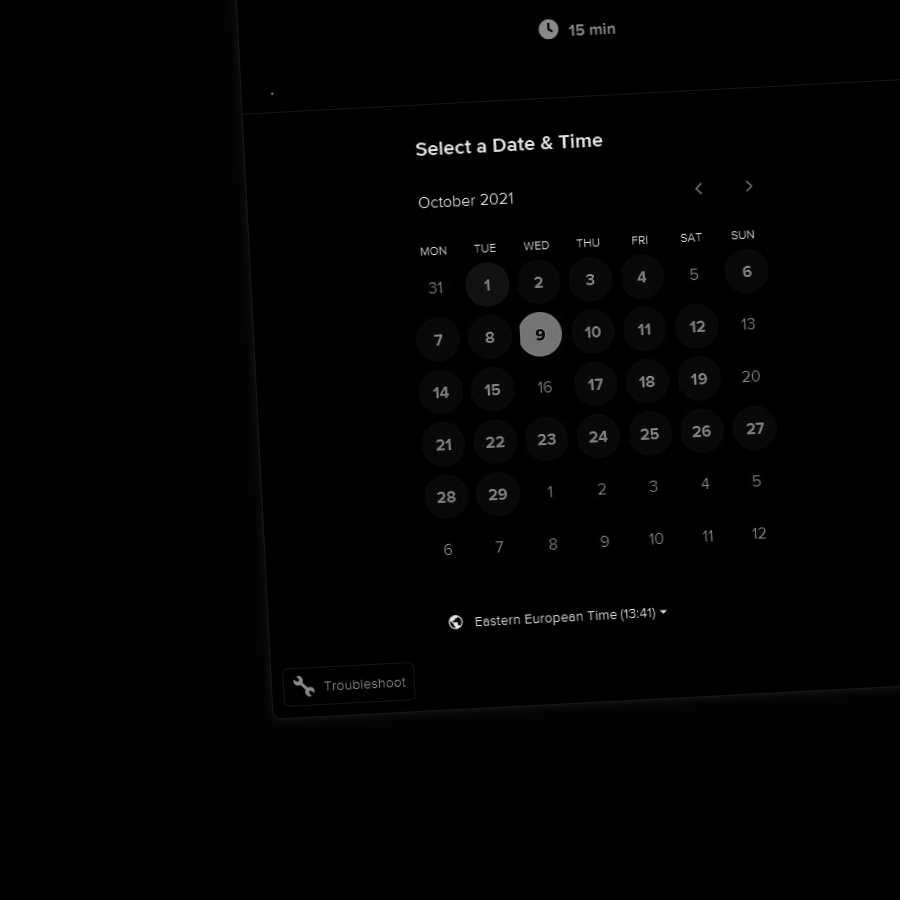 15 min
Select a Date & Time
October 2021
MON TUE WED THU FRI SAT SUN
31 1 2 3 4 5 6
7 8 9 10 11 12 13
14 15 16 17 18 19 20
21 22 23 24 25 26 27
28 29 1 2 3 4 5
6 7 8 9 10 11 12
Eastern European Time (13:41)
Troubleshoot